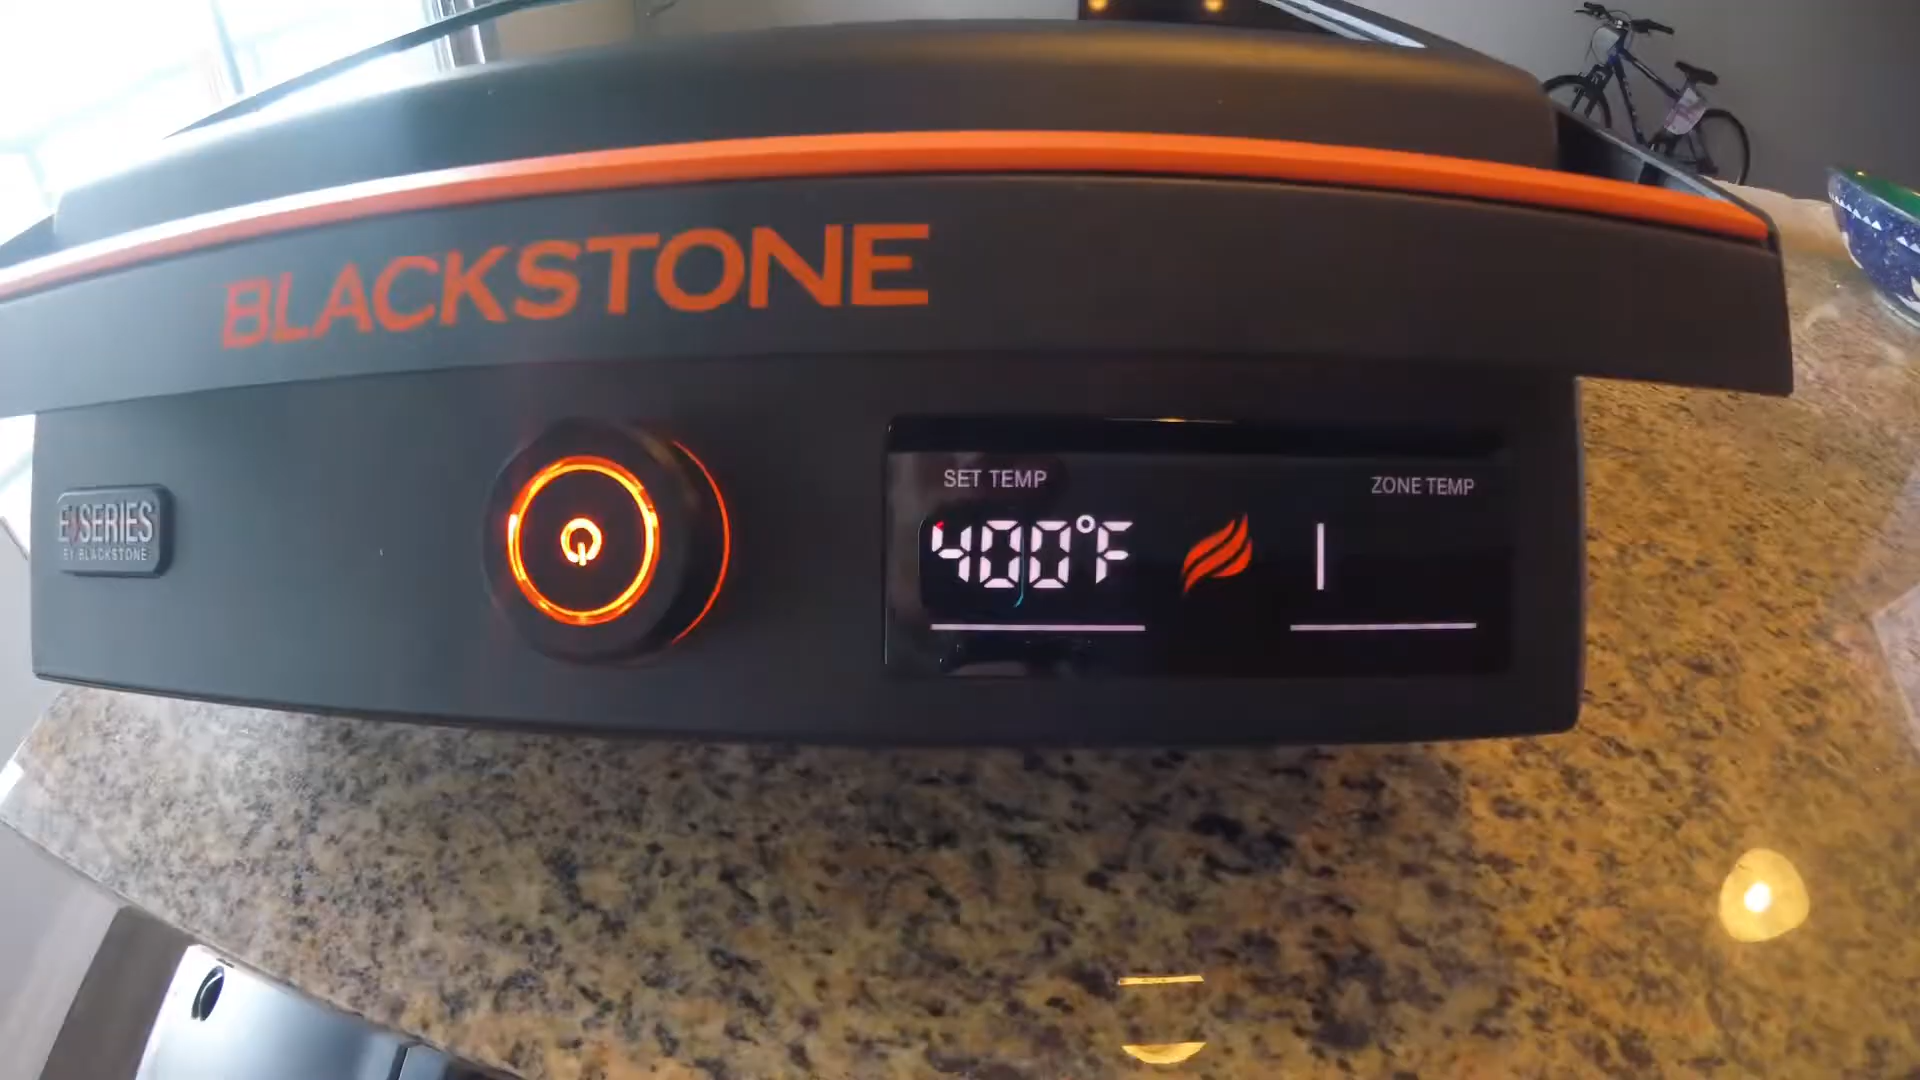 BLACKSTONE
E SERIES
BY BLACKSTONE
SET TEMP
ZONE TEMP
400°F